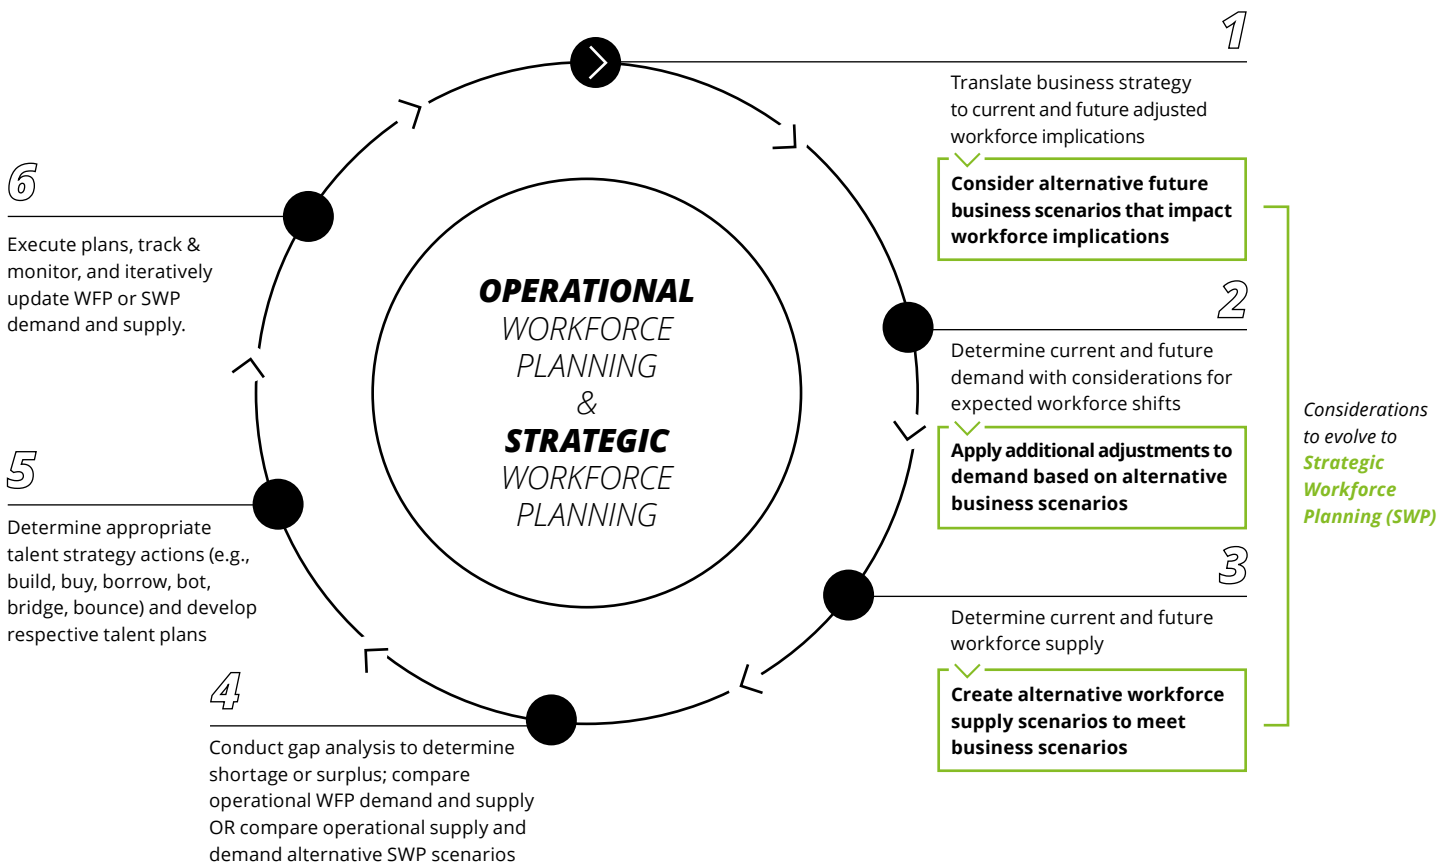 1
Translate business strategy
to current and future adjusted
workforce implications
Consider alternative future
business scenarios that impact
workforce implications
2
Determine current and future
demand with considerations for
expected workforce shifts
Apply additional adjustments to
demand based on alternative
business scenarios
3
Determine current and future
workforce supply
Create alternative workforce
supply scenarios to meet
business scenarios
Considerations
to evolve to
Strategic
Workforce
Planning (SWP)
4
Conduct gap analysis to determine
shortage or surplus; compare
operational WFP demand and supply
OR compare operational supply and
demand alternative SWP scenarios
5
Determine appropriate
talent strategy actions (e.g.,
build, buy, borrow, bot,
bridge, bounce) and develop
respective talent plans
6
Execute plans, track &
monitor, and iteratively
update WFP or SWP
demand and supply.
OPERATIONAL
WORKFORCE
PLANNING
&
STRATEGIC
WORKFORCE
PLANNING